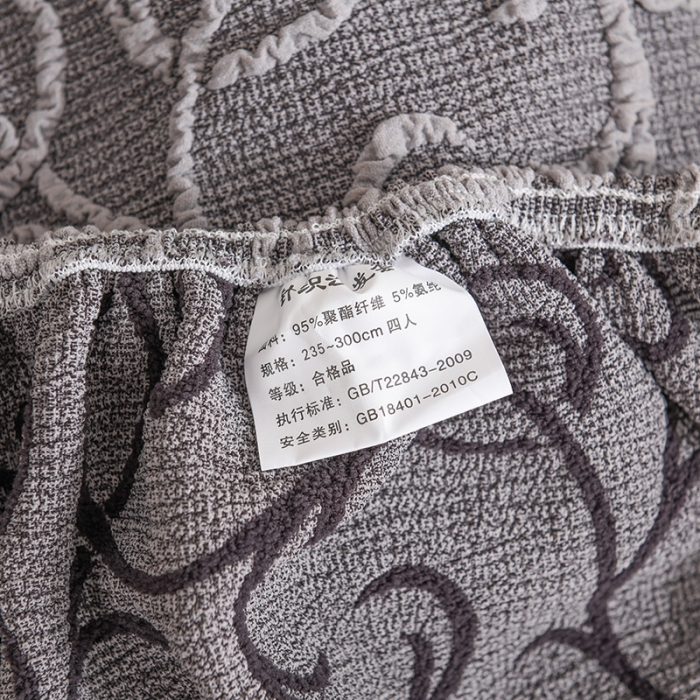 料：95%聚酯纤维 5%氨纶
规格：235~300cm 四人
等级：合格品
执行标准：GB/T22843-2009
安全类别：GB18401-2010C